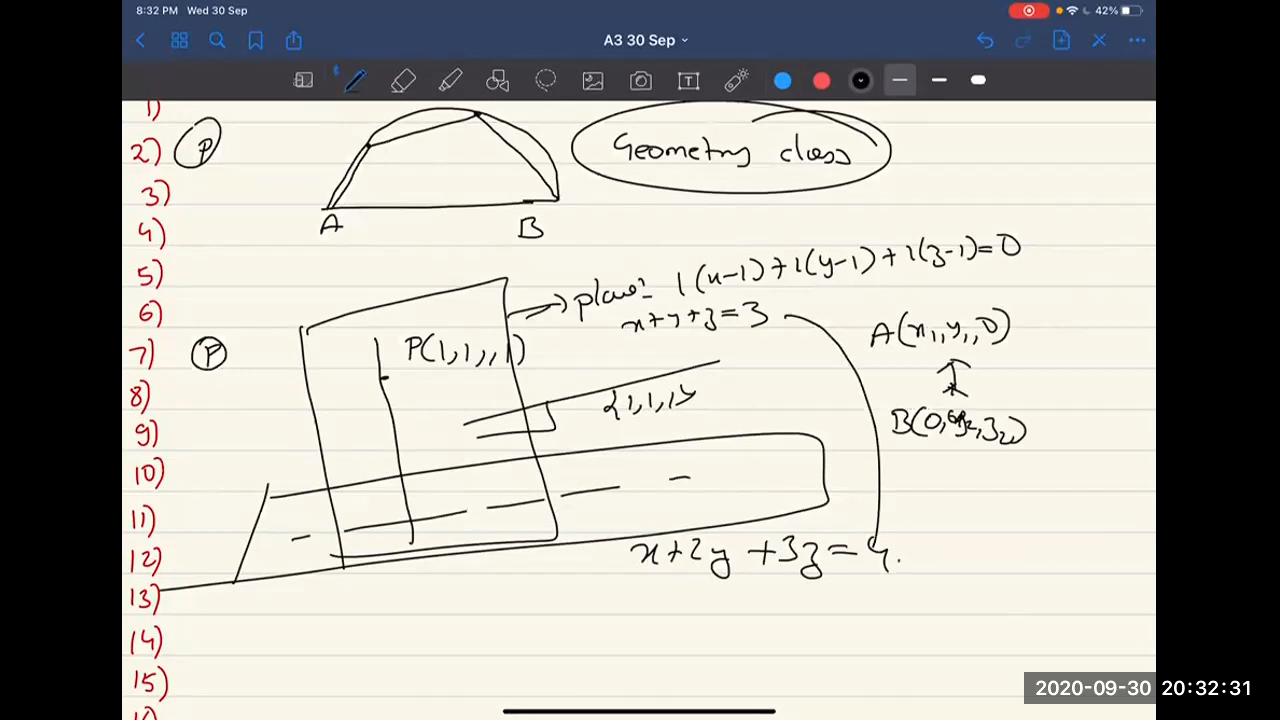 8:32 PM Wed 30 Sep
42%
A3 30 Sep
T
1)
2) P
Geometry class
3)
4)
A B
5)
plane: 1(x-1)+1(y-1)+1(z-1)=0
6)
x+y+z=3
A(x1,y1,0)
7) P
P(1,1,1)
8)
{1,1,1}
9)
10)
11)
12)
x+2y+3z=4.
13)
14)
15)
2020-09-30 20:32:31